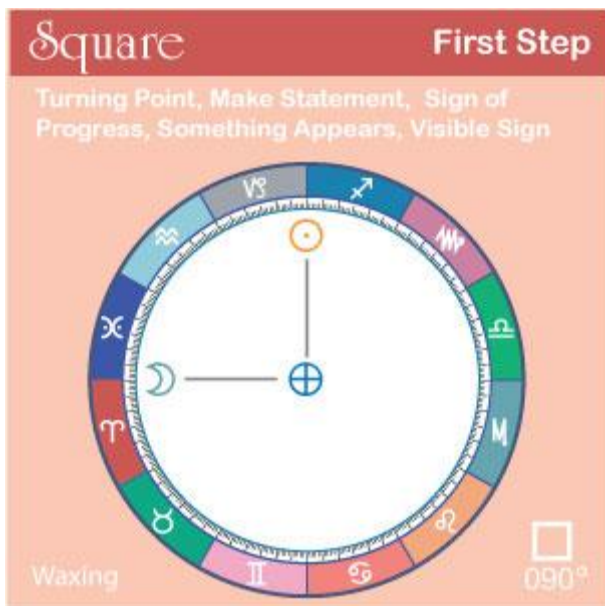 Square
First Step
Turning Point, Make Statement, Sign of
Progress, Something Appears, Visible Sign
Waxing
090°